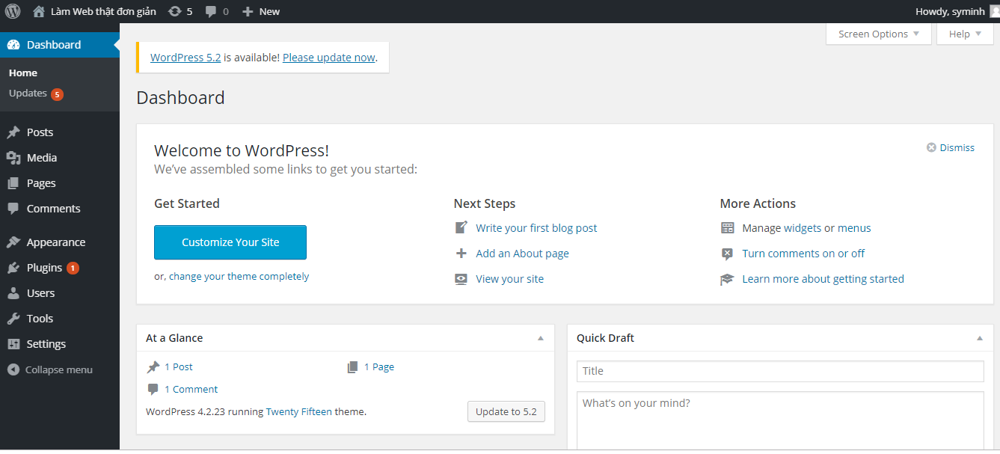 Làm Web thật đơn giản 5 0 New Howdy, syminh
Dashboard
Home
Updates 5
Posts
Media
Pages
Comments
Appearance
Plugins 1
Users
Tools
Settings
Collapse menu
Screen Options Help
WordPress 5.2 is available! Please update now.
Dashboard
Welcome to WordPress!
We've assembled some links to get you started:
Dismiss
Get Started
Customize Your Site
or, change your theme completely
Next Steps
Write your first blog post
Add an About page
View your site
More Actions
Manage widgets or menus
Turn comments on or off
Learn more about getting started
At a Glance
1 Post 1 Page
1 Comment
WordPress 4.2.23 running Twenty Fifteen theme. Update to 5.2
Quick Draft
Title
What's on your mind?